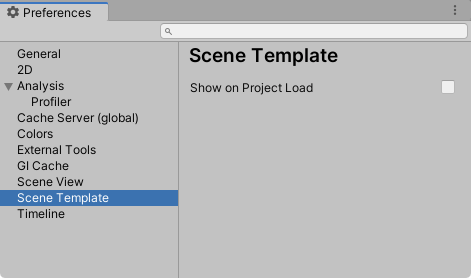 Preferences
General
2D
Analysis
Profiler
Cache Server (global)
Colors
External Tools
GI Cache
Scene View
Scene Template
Timeline
Scene Template
Show on Project Load